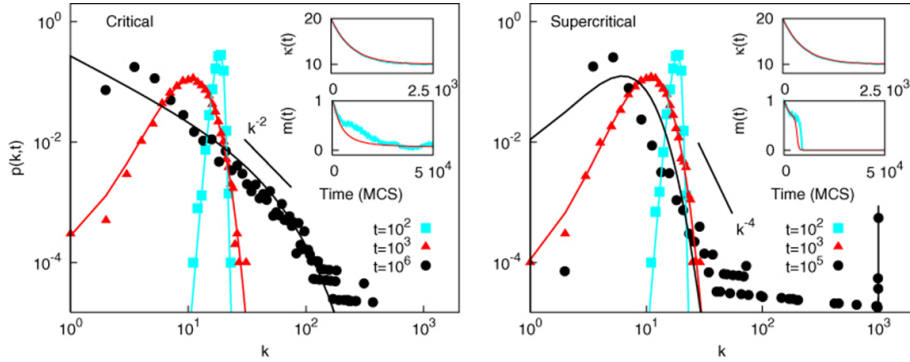 Critical
Supercritical
10^0
10^-2
10^-4
p(k,t)
10^0
10^1
10^2
10^3
k
k^-2
t=10^2
t=10^3
t=10^6
20
10
κ(t)
0
2.5 10^3
1
0
m(t)
0
5 10^4
Time (MCS)
10^0
10^-2
10^-4
10^0
10^1
10^2
10^3
k
k^-4
t=10^2
t=10^3
t=10^5
20
10
κ(t)
0
2.5 10^3
1
0
m(t)
0
5 10^4
Time (MCS)